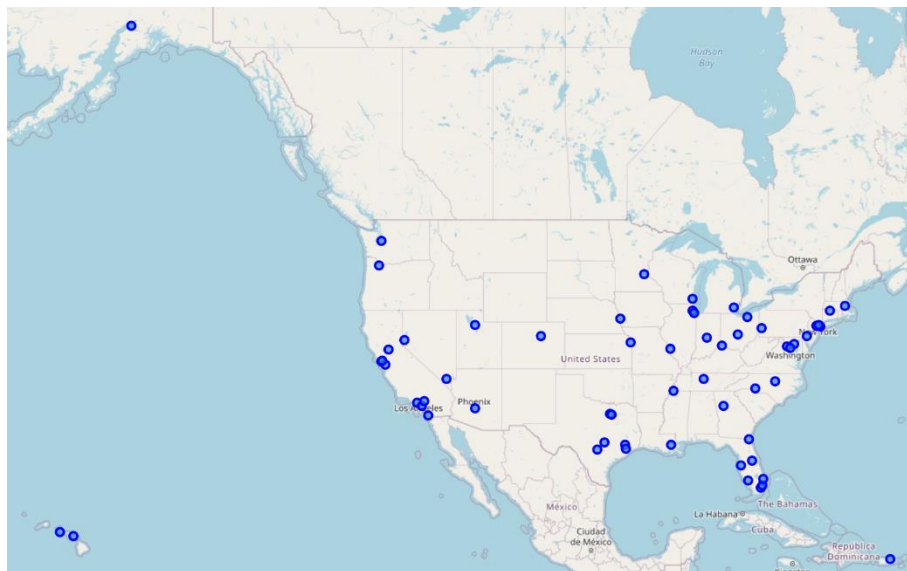 Hudson
Bay
Ottawa
New York
Washington
United States
Phoenix
Los Angeles
The Bahamas
La Habana
Cuba
México
Ciudad
de México
República
Dominicana